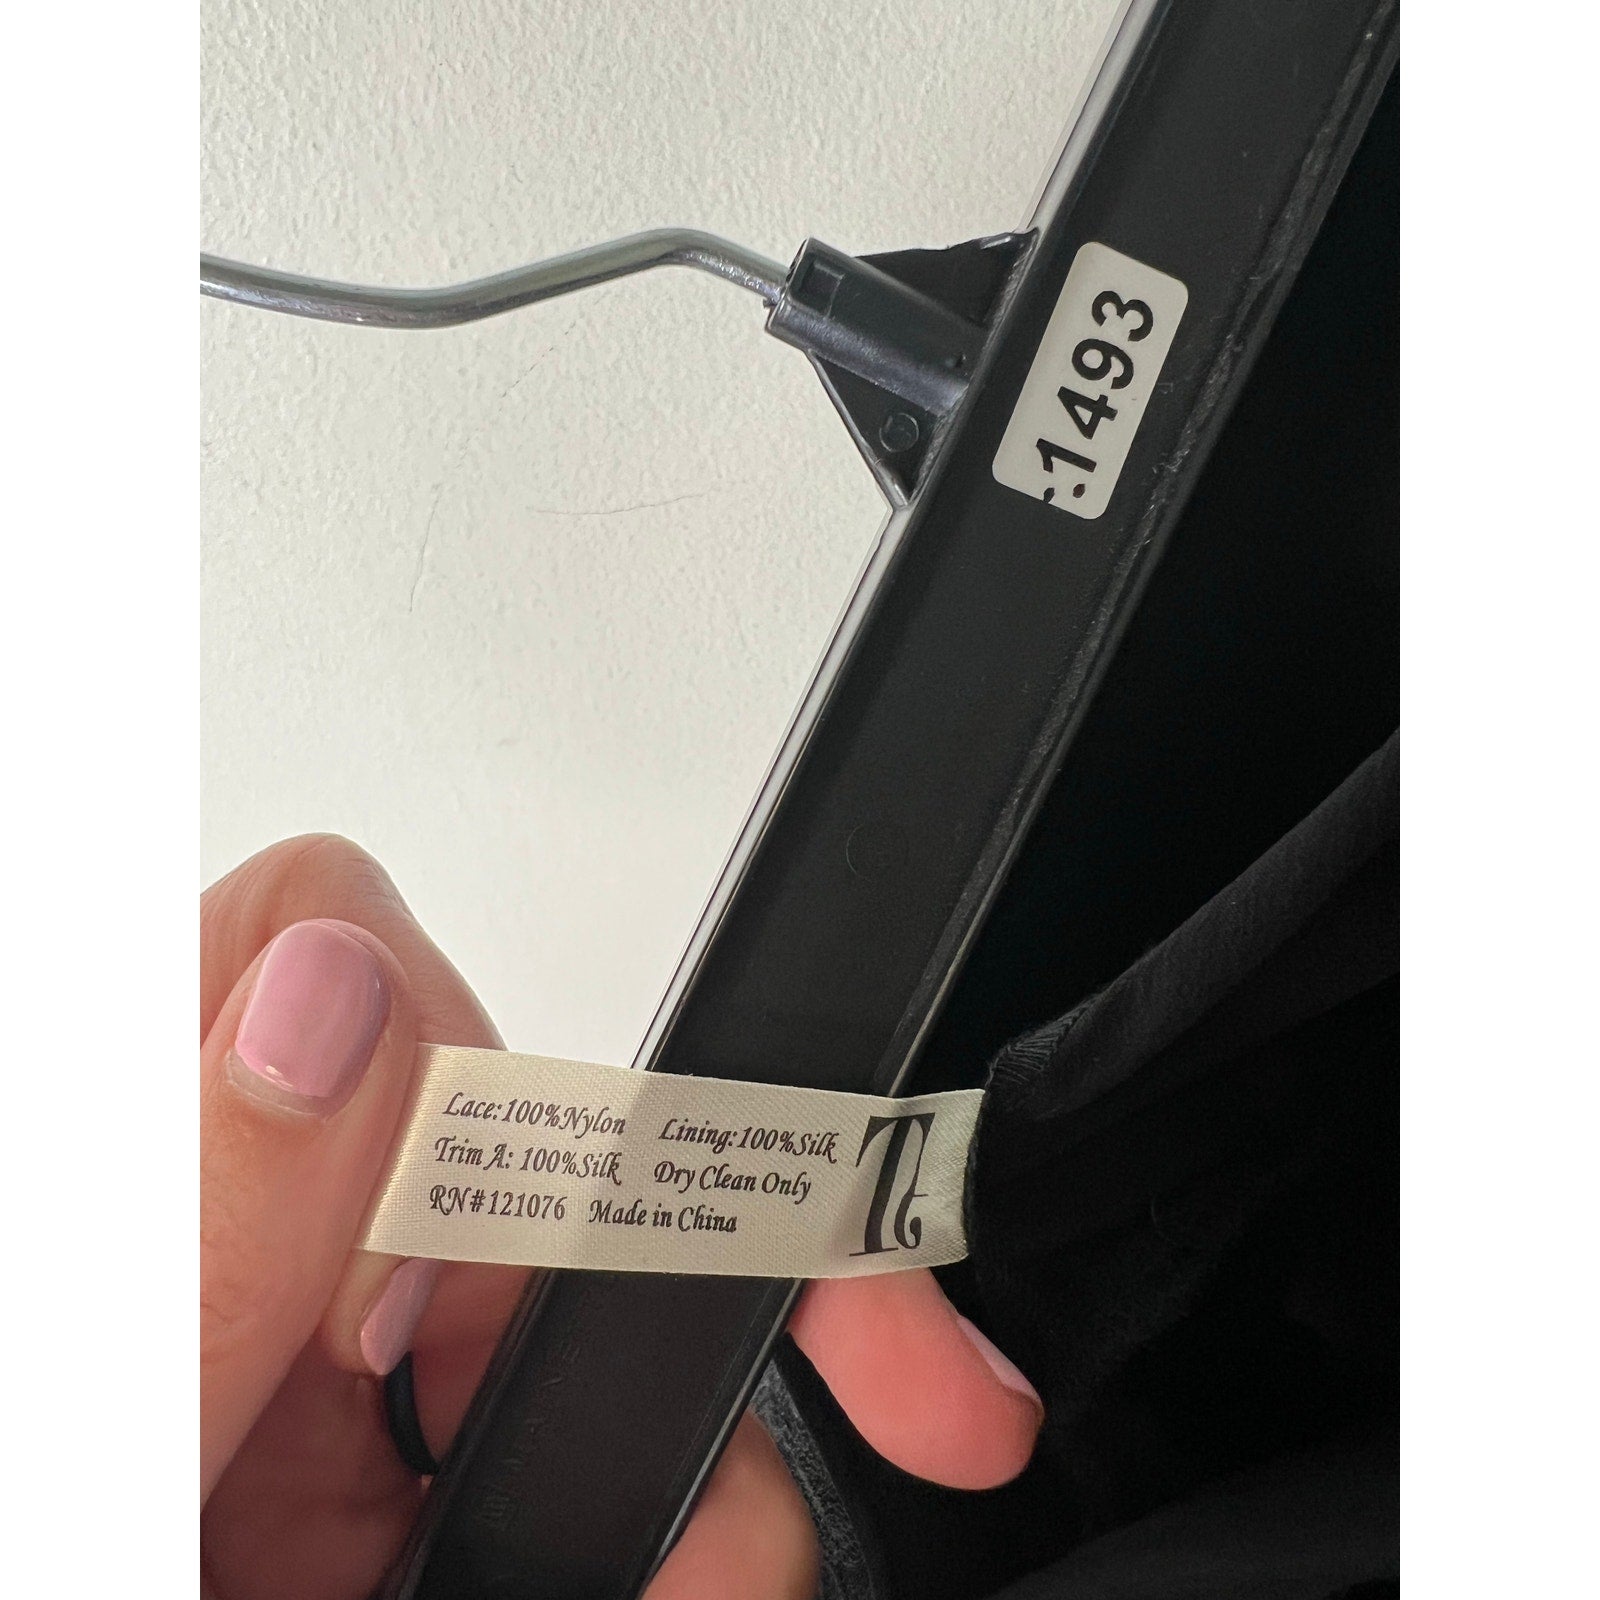 :1493
Lace:100%Nylon Lining:100%Silk
Trim A: 100%Silk Dry Clean Only
RN#121076 Made in China